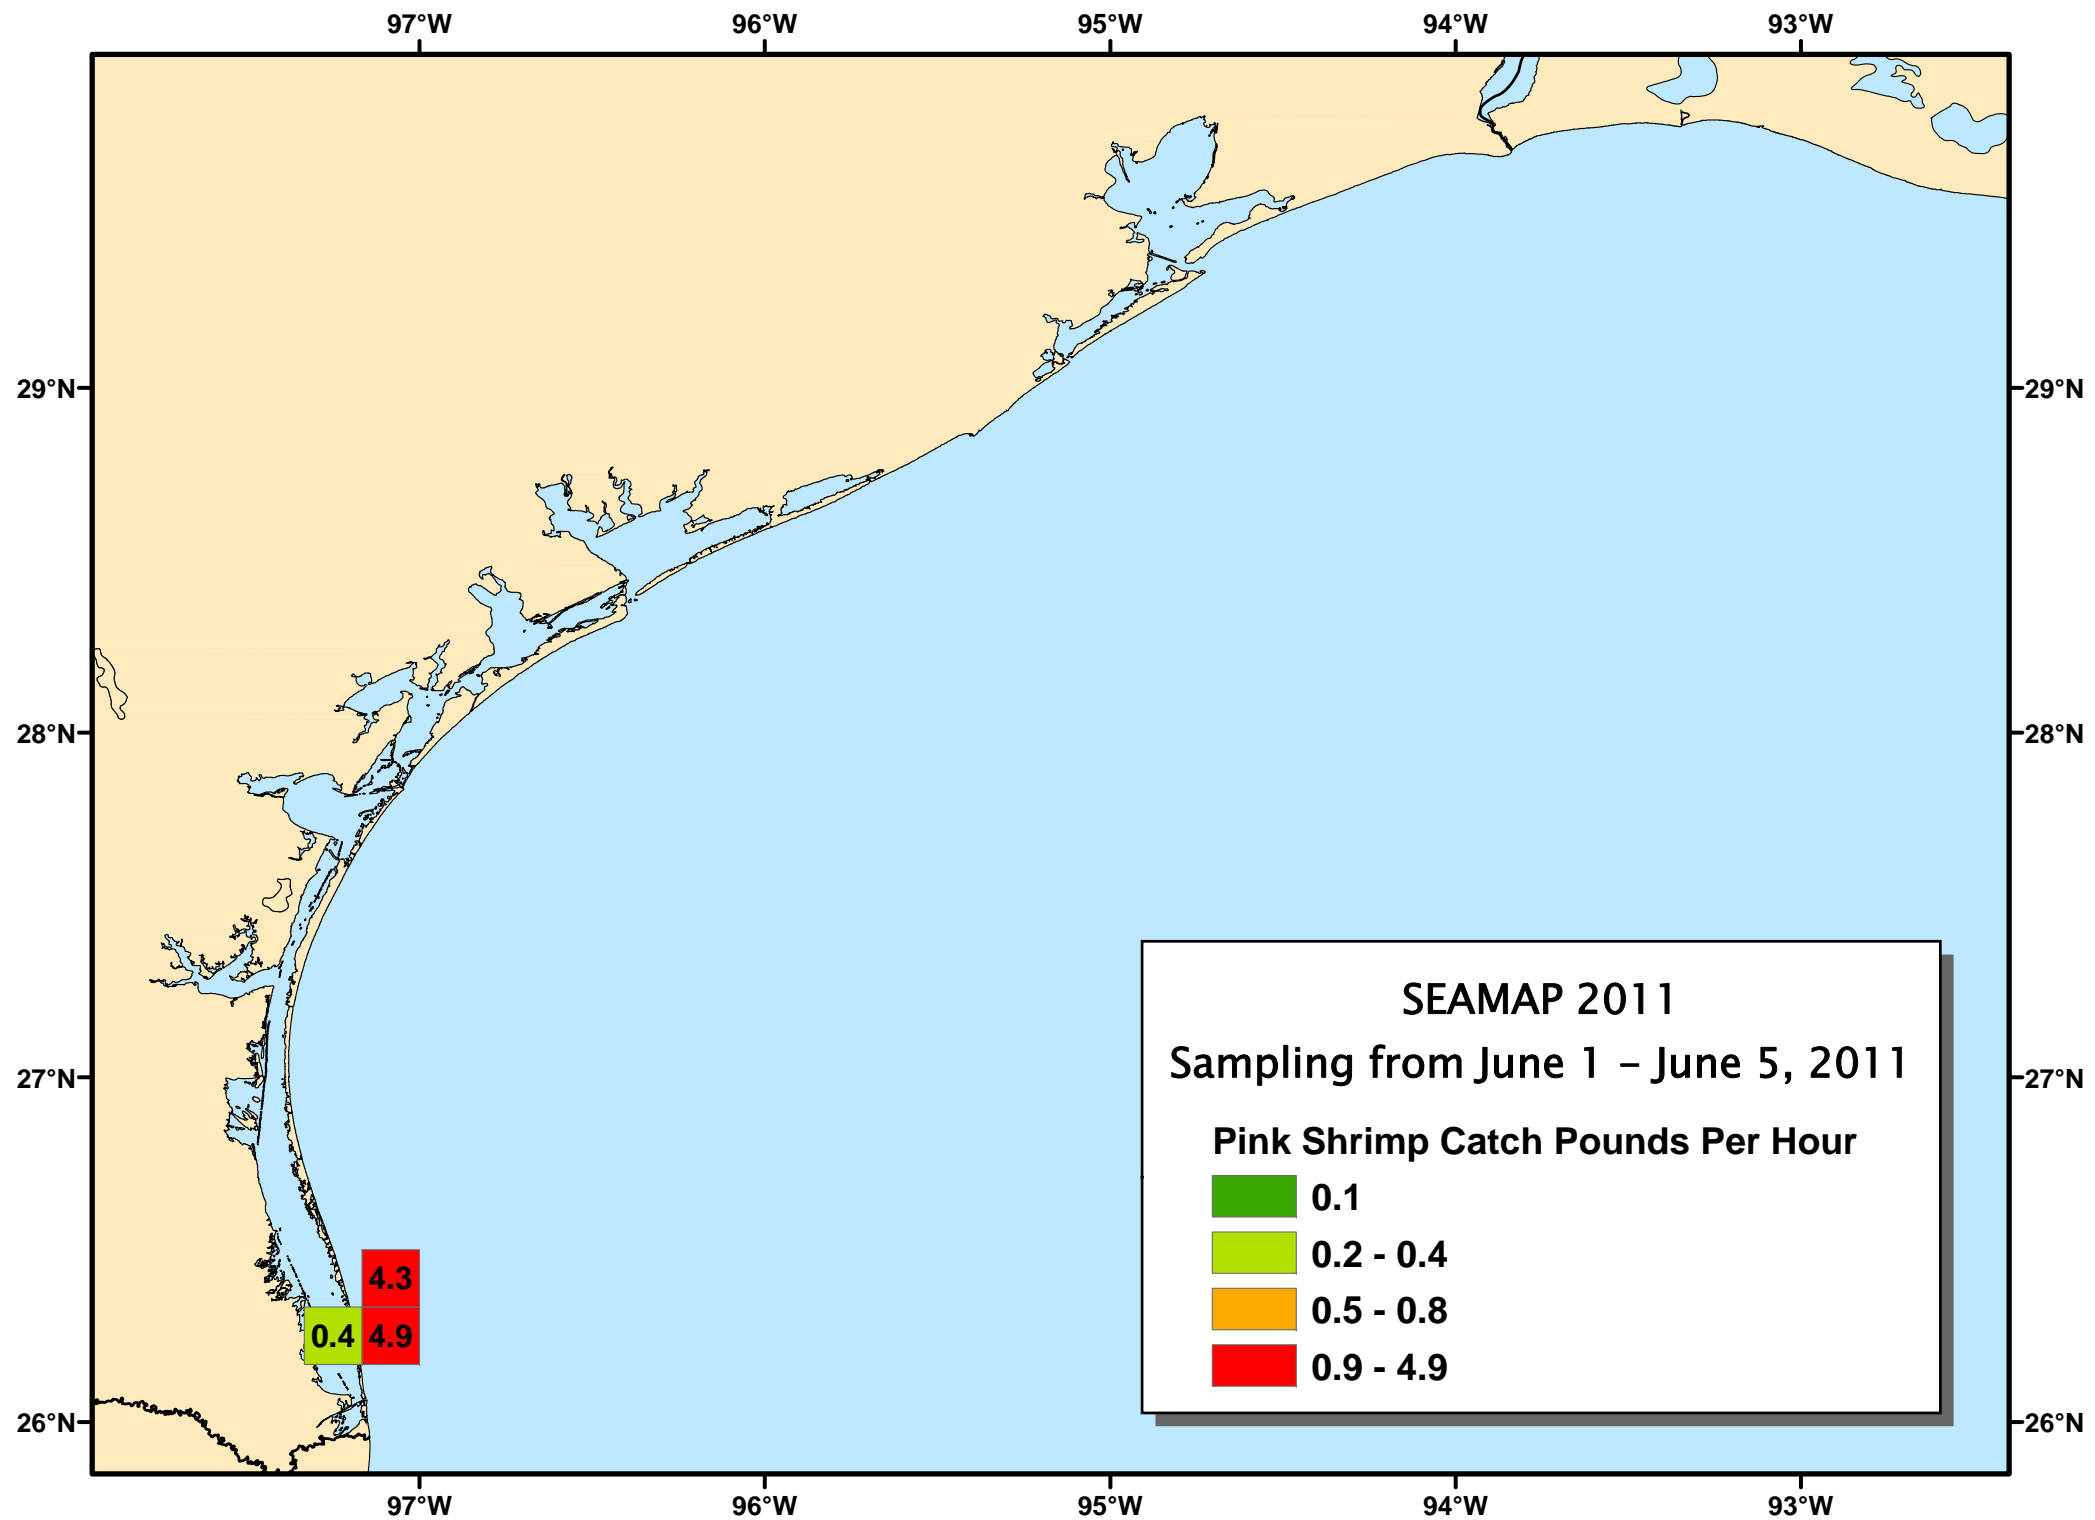 97°W 96°W 95°W 94°W 93°W
29°N 29°N
28°N 28°N
SEAMAP 2011
Sampling from June 1 – June 5, 2011
27°N 27°N
Pink Shrimp Catch Pounds Per Hour
0.1
0.2 - 0.4
4.3
0.5 - 0.8
0.4 4.9
0.9 - 4.9
26°N 26°N
97°W 96°W 95°W 94°W 93°W